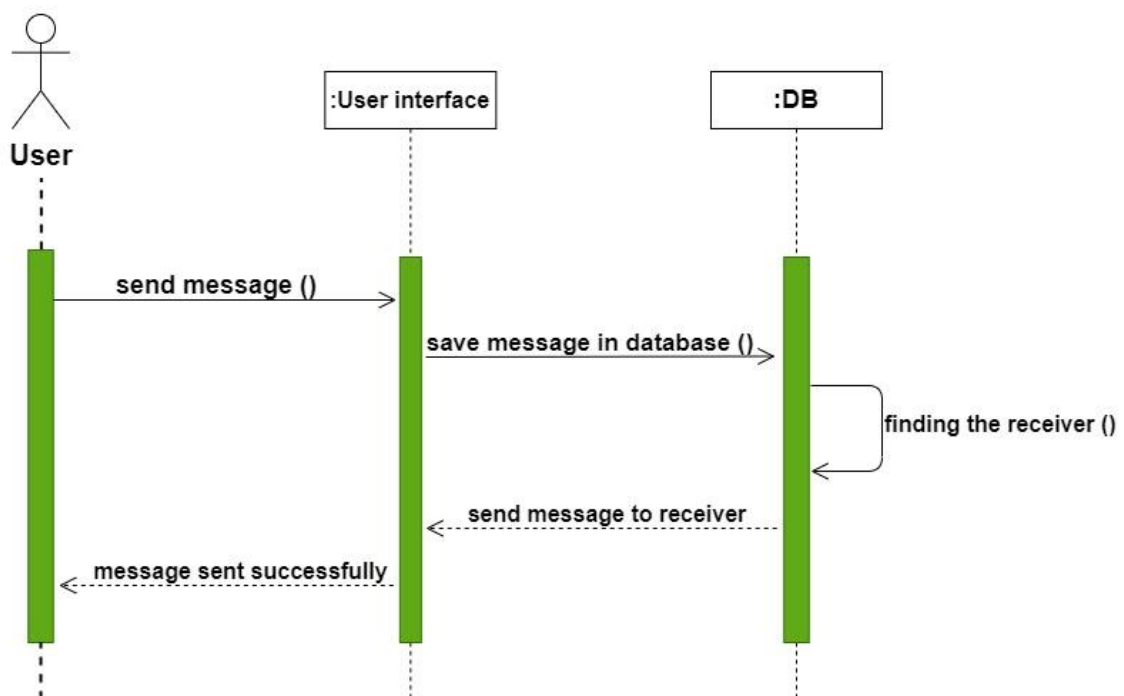 :User interface
:DB
User
send message ()
save message in database ()
finding the receiver ()
send message to receiver
message sent successfully